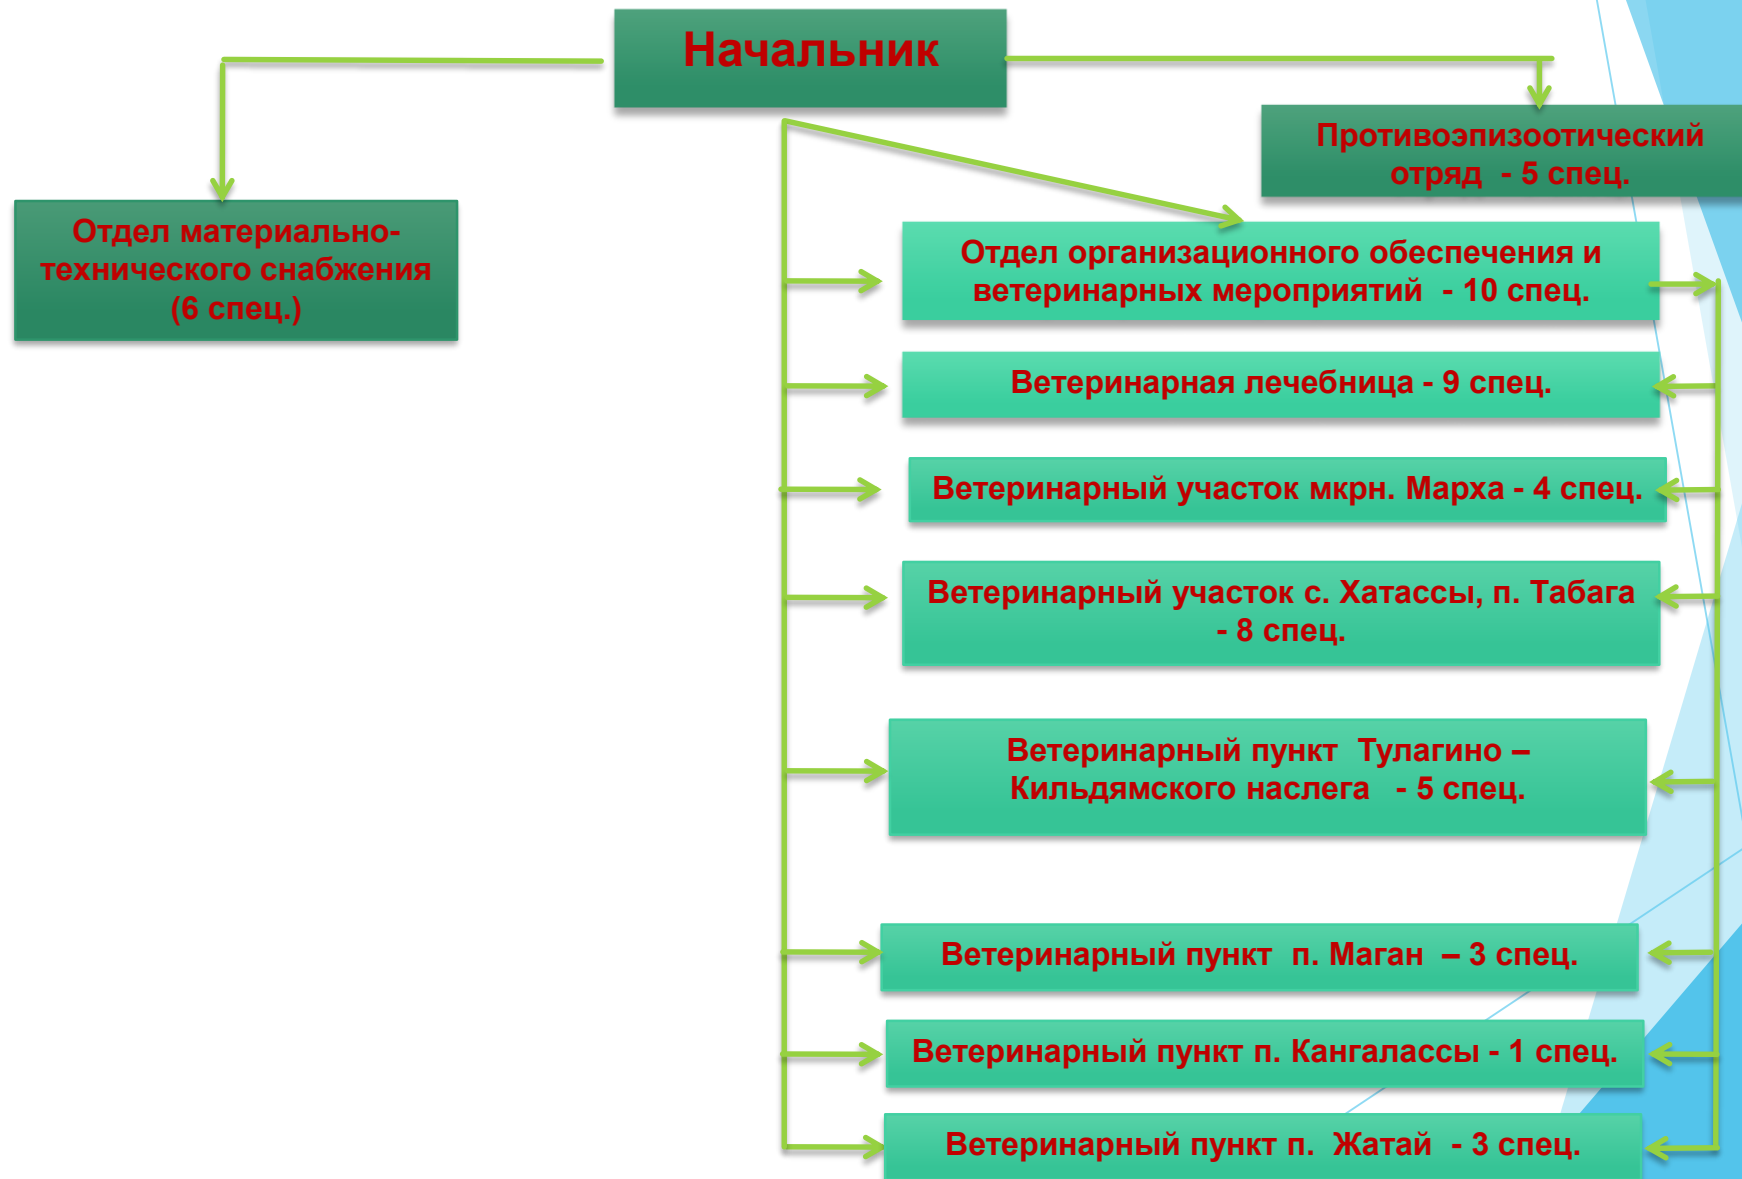 Начальник
Противоэпизоотический
отряд - 5 спец.
Отдел материально-
технического снабжения
(6 спец.)
Отдел организационного обеспечения и
ветеринарных мероприятий - 10 спец.
Ветеринарная лечебница - 9 спец.
Ветеринарный участок мкрн. Марха - 4 спец.
Ветеринарный участок с. Хатассы, п. Табага
- 8 спец.
Ветеринарный пункт Тулагино –
Кильдямского наслега - 5 спец.
Ветеринарный пункт п. Маган – 3 спец.
Ветеринарный пункт п. Кангалассы - 1 спец.
Ветеринарный пункт п. Жатай - 3 спец.